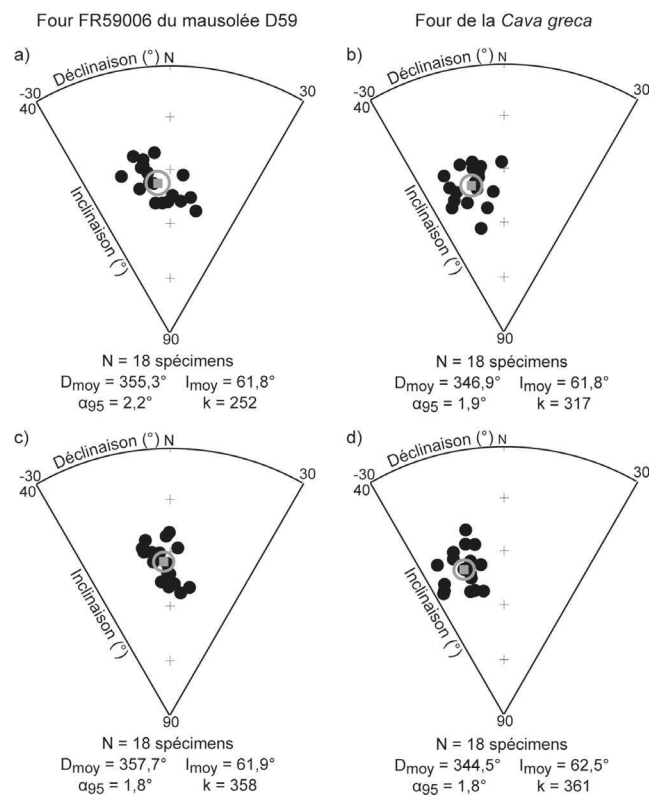 Four FR59006 du mausolée D59
Four de la Cava greca
a)
Déclinaison (°)
N
-30
40
30
Inclinaison (°)
90
N = 18 spécimens
Dmoy = 355,3° Imoy = 61,8°
α95 = 2,2° k = 252
b)
Déclinaison (°)
N
-30
40
30
Inclinaison (°)
90
N = 18 spécimens
Dmoy = 346,9° Imoy = 61,8°
α95 = 1,9° k = 317
c)
Déclinaison (°)
N
-30
40
30
Inclinaison (°)
90
N = 18 spécimens
Dmoy = 357,7° Imoy = 61,9°
α95 = 1,8° k = 358
d)
Déclinaison (°)
N
-30
40
30
Inclinaison (°)
90
N = 18 spécimens
Dmoy = 344,5° Imoy = 62,5°
α95 = 1,8° k = 361